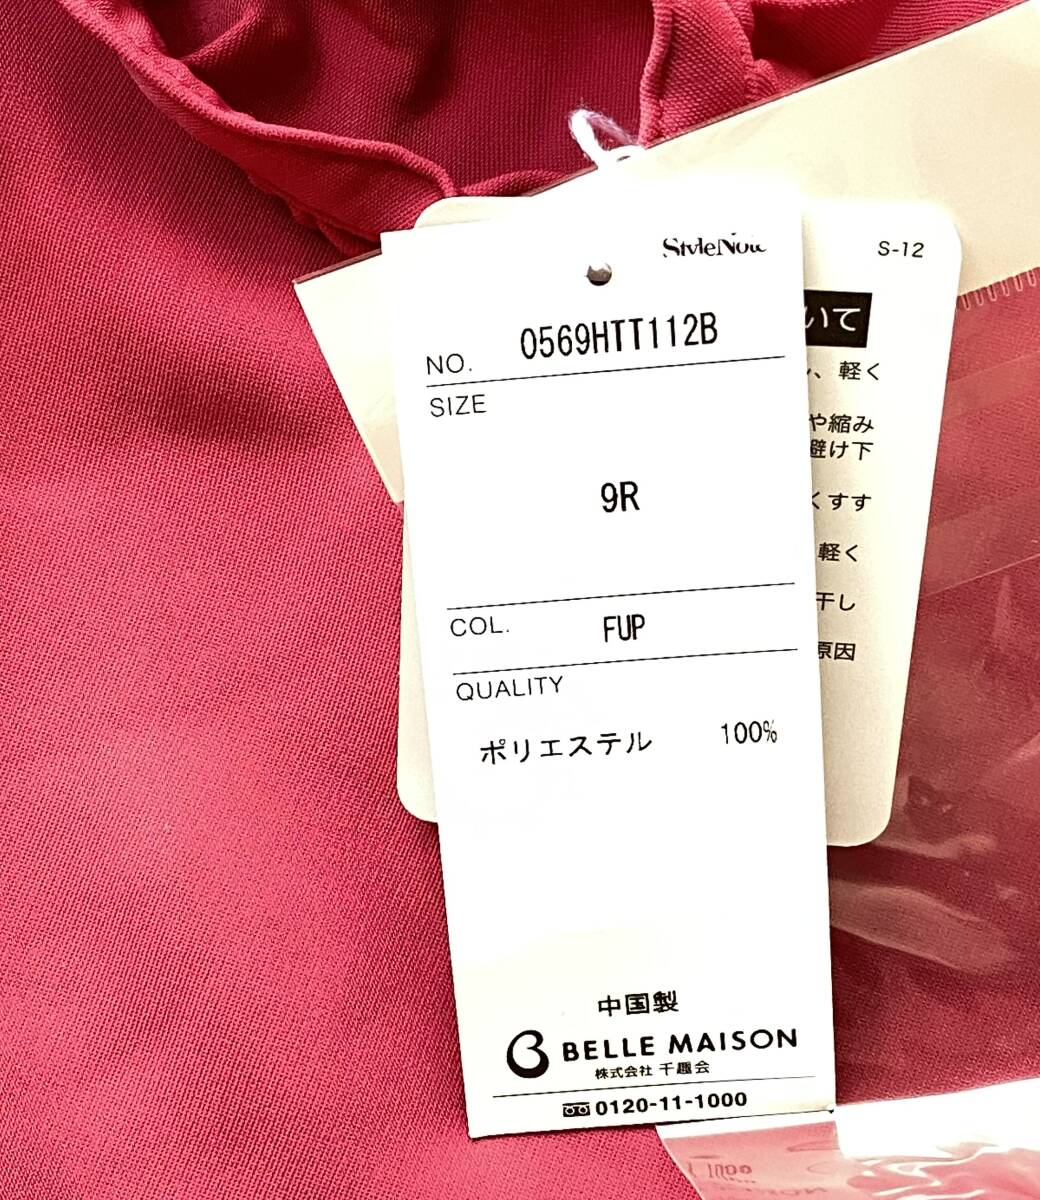 StyleNote
NO. 0569HTT112B
SIZE
9R
COL. FUP
QUALITY
ポリエステル 100%
中国製
BELLE MAISON
株式会社 千趣会
0120-11-1000
S-12
いて
、軽く
や縮み
避け下
くすす
軽く
干し
原因